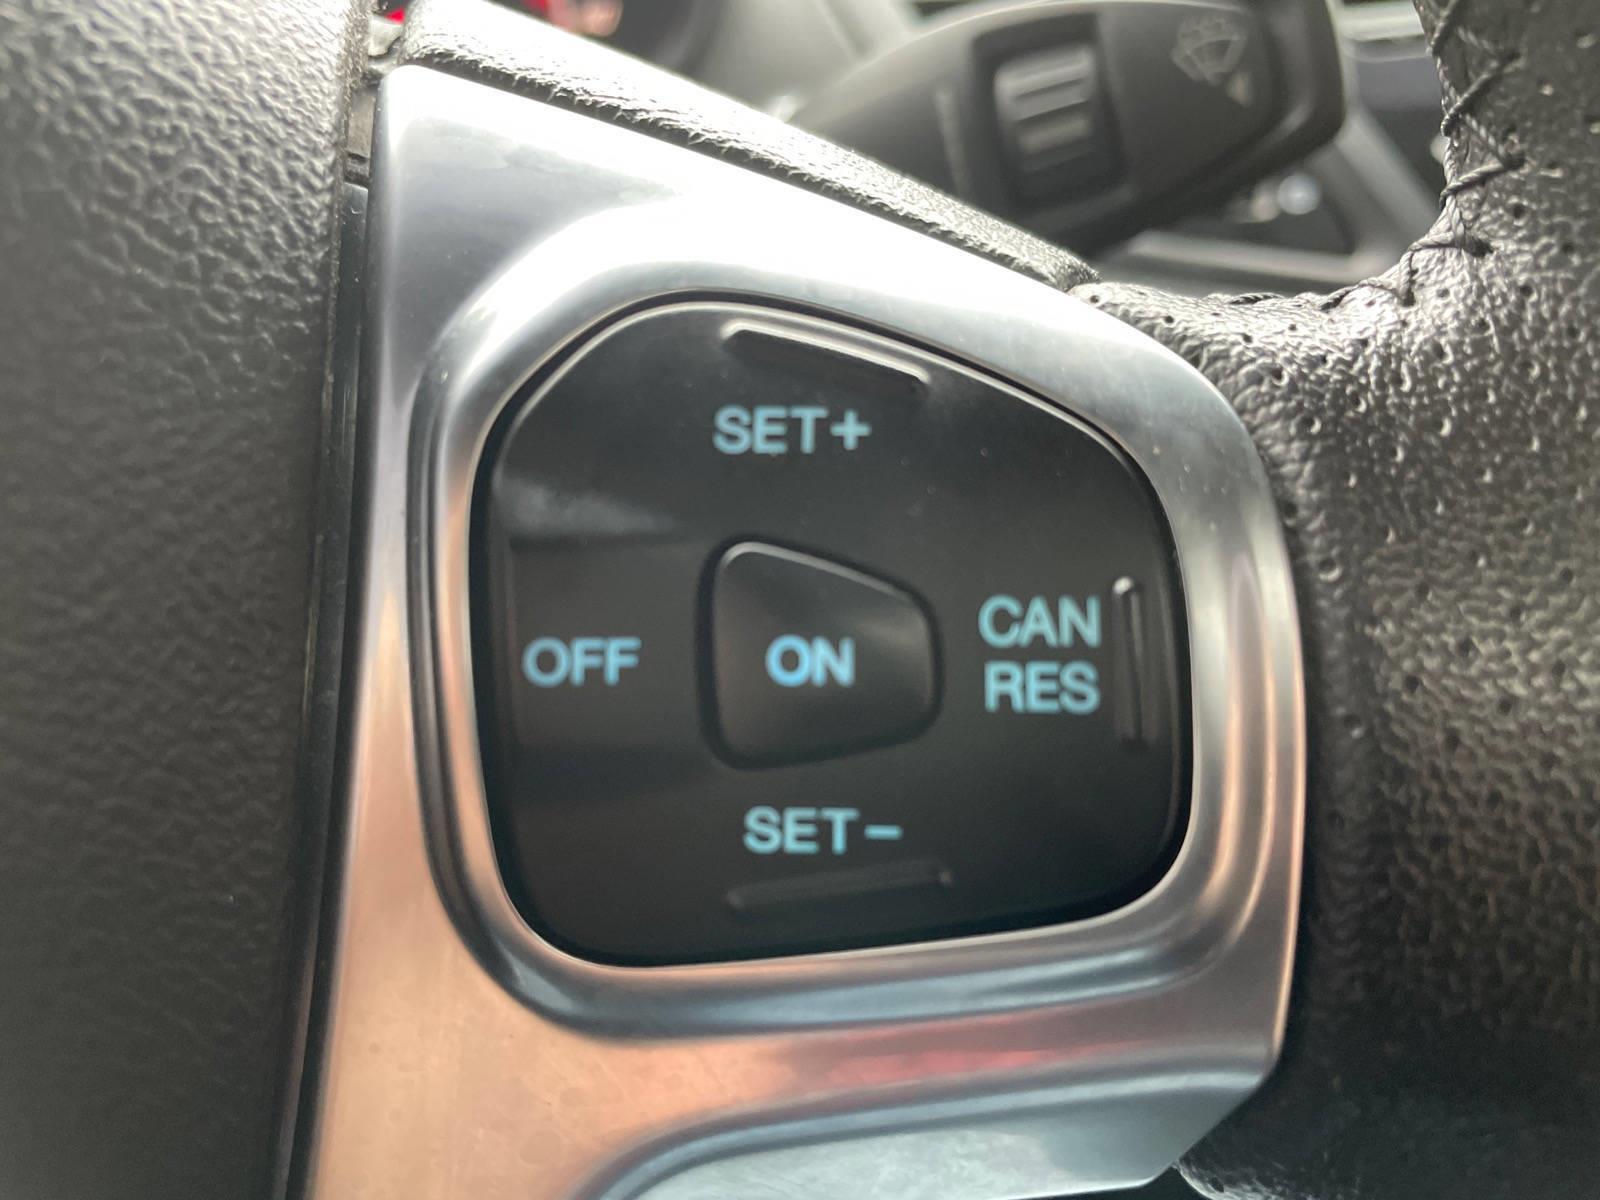 SET+
OFF
ON
CAN
RES
SET-